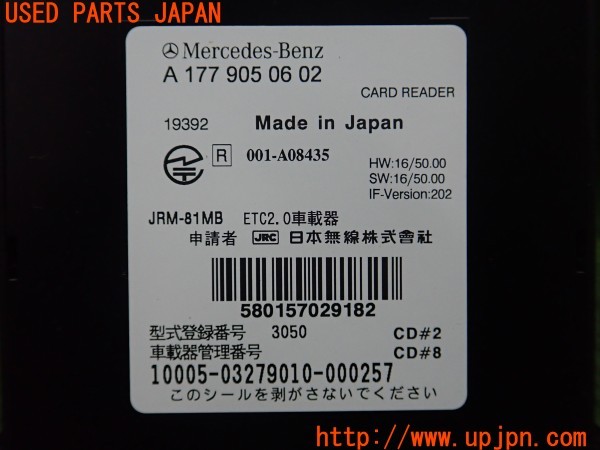 USED PARTS JAPAN
Mercedes-Benz
A 177 905 06 02
CARD READER
19392 Made in Japan
R 001-A08435
HW:16/50.00
SW:16/50.00
IF-Version:202
JRM-81MB ETC2.0車載器
申請者 JRC 日本無線株式會社
580157029182
型式登録番号 3050 CD#2
車載器管理番号 CD#8
10005-03279010-000257
このシールを剥がさないでください
http://www.upjpn.com